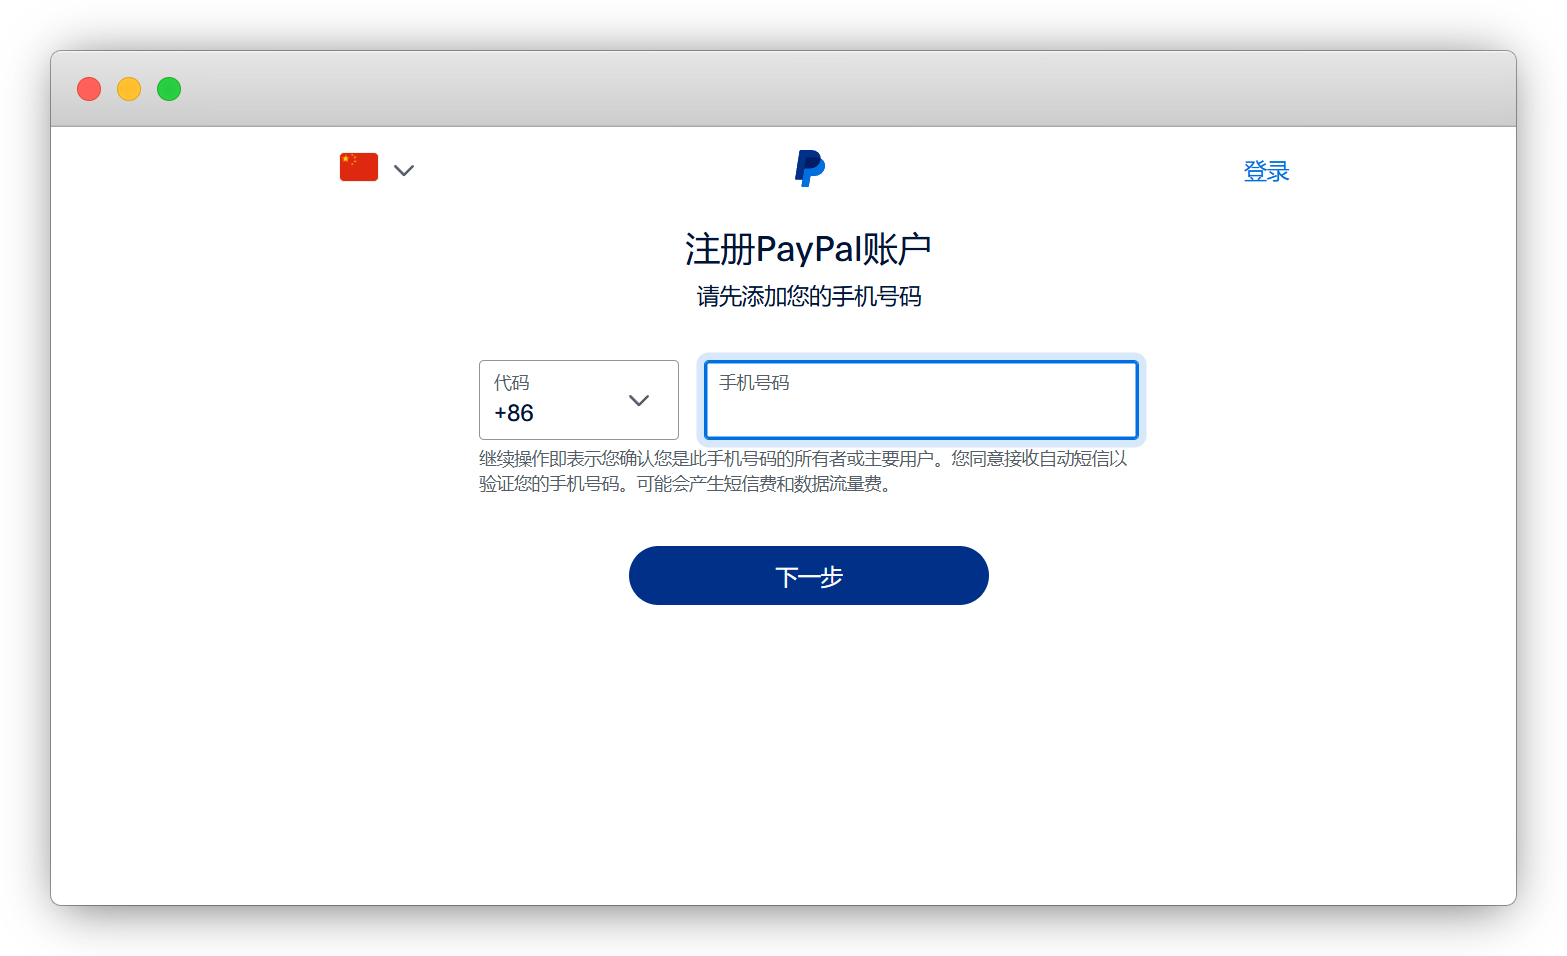 登录
注册PayPal账户
请先添加您的手机号码
代码
+86
手机号码
继续操作即表示您确认您是此手机号码的所有者或主要用户。您同意接收自动短信以
验证您的手机号码。可能会产生短信费和数据流量费。
下一步